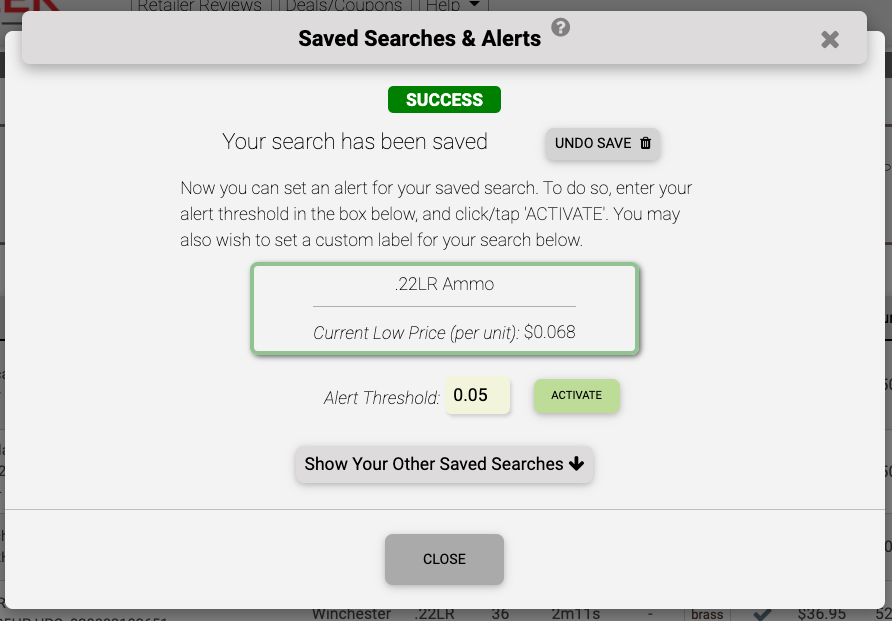 Retailer Reviews Deals/Coupons Help
Saved Searches & Alerts ?
SUCCESS
Your search has been saved
UNDO SAVE
Now you can set an alert for your saved search. To do so, enter your
alert threshold in the box below, and click/tap 'ACTIVATE'. You may
also wish to set a custom label for your search below.
.22LR Ammo
Current Low Price (per unit): $0.068
Alert Threshold: 0.05 ACTIVATE
Show Your Other Saved Searches
CLOSE
Winchester .22LR 36 2m11s - brass $36.95 52